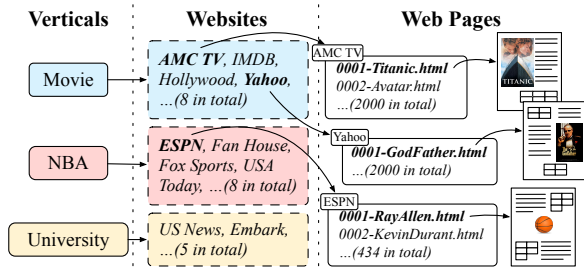 Verticals
Websites
Web Pages
Movie
AMC TV, IMDB,
Hollywood, Yahoo,
…(8 in total)
NBA
ESPN, Fan House,
Fox Sports, USA
Today, …(8 in total)
University
US News, Embark,
…(5 in total)
AMC TV
0001-Titanic.html
0002-Avatar.html
…(2000 in total)
Yahoo
0001-GodFather.html
…(2000 in total)
ESPN
0001-RayAllen.html
0002-KevinDurant.html
…(434 in total)
TITANIC